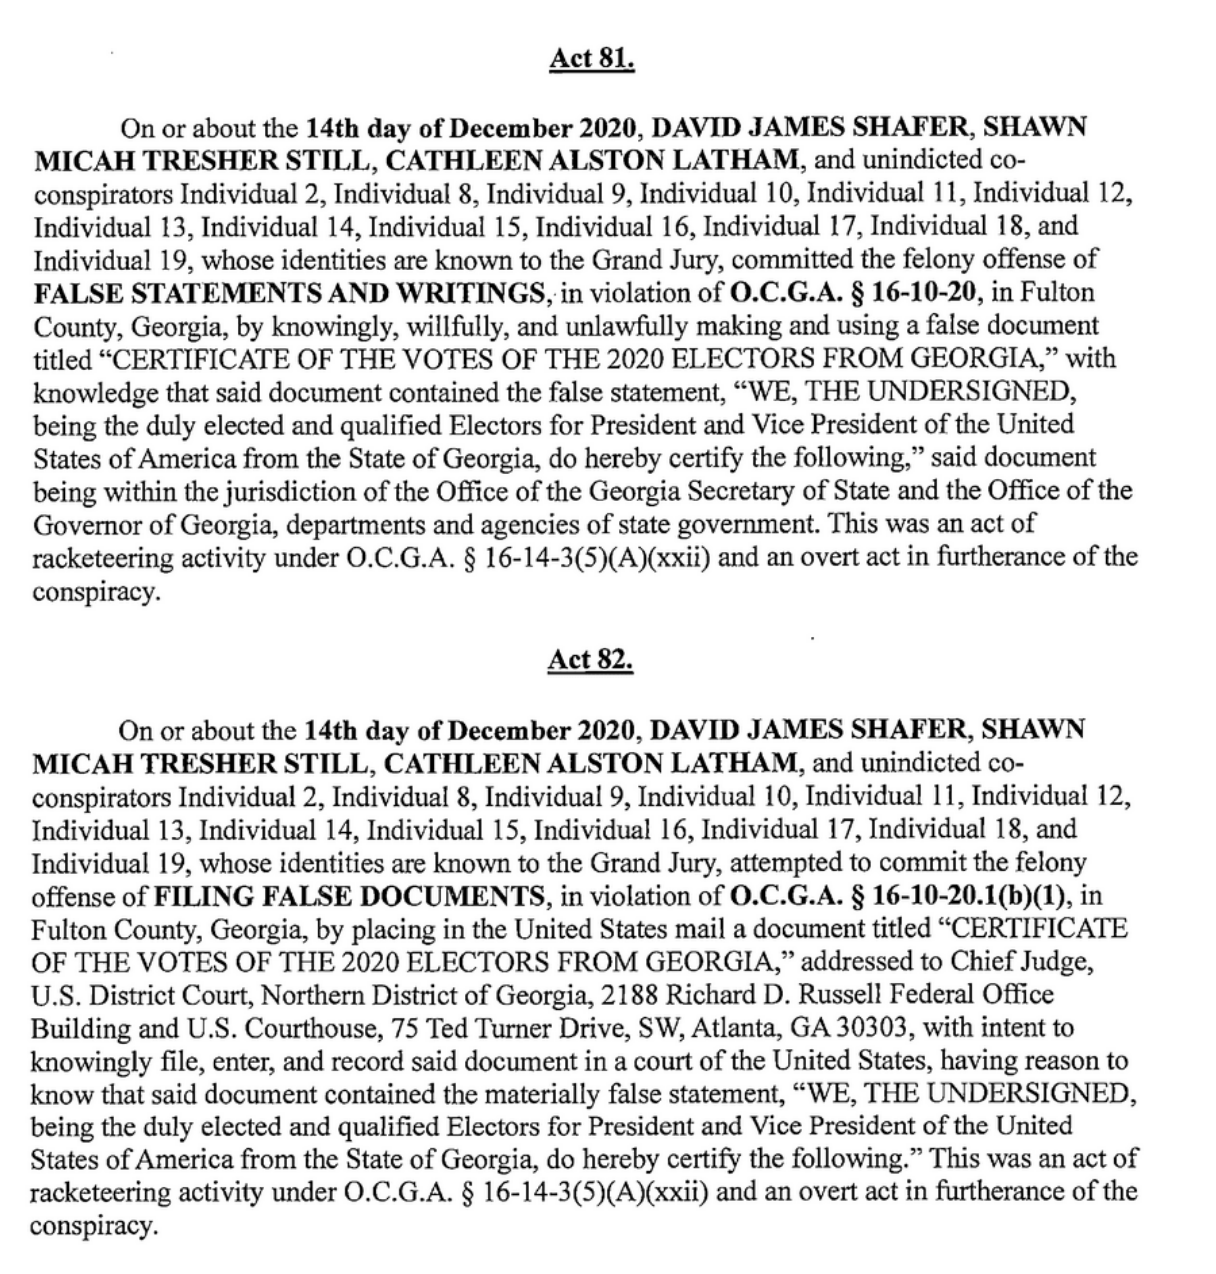 Act 81.
On or about the 14th day of December 2020, DAVID JAMES SHAFER, SHAWN
MICAH TRESHER STILL, CATHLEEN ALSTON LATHAM, and unindicted co-
conspirators Individual 2, Individual 8, Individual 9, Individual 10, Individual 11, Individual 12,
Individual 13, Individual 14, Individual 15, Individual 16, Individual 17, Individual 18, and
Individual 19, whose identities are known to the Grand Jury, committed the felony offense of
FALSE STATEMENTS AND WRITINGS, in violation of O.C.G.A. § 16-10-20, in Fulton
County, Georgia, by knowingly, willfully, and unlawfully making and using a false document
titled “CERTIFICATE OF THE VOTES OF THE 2020 ELECTORS FROM GEORGIA,” with
knowledge that said document contained the false statement, “WE, THE UNDERSIGNED,
being the duly elected and qualified Electors for President and Vice President of the United
States of America from the State of Georgia, do hereby certify the following,” said document
being within the jurisdiction of the Office of the Georgia Secretary of State and the Office of the
Governor of Georgia, departments and agencies of state government. This was an act of
racketeering activity under O.C.G.A. § 16-14-3(5)(A)(xxii) and an overt act in furtherance of the
conspiracy.
Act 82.
On or about the 14th day of December 2020, DAVID JAMES SHAFER, SHAWN
MICAH TRESHER STILL, CATHLEEN ALSTON LATHAM, and unindicted co-
conspirators Individual 2, Individual 8, Individual 9, Individual 10, Individual 11, Individual 12,
Individual 13, Individual 14, Individual 15, Individual 16, Individual 17, Individual 18, and
Individual 19, whose identities are known to the Grand Jury, attempted to commit the felony
offense of FILING FALSE DOCUMENTS, in violation of O.C.G.A. § 16-10-20.1(b)(1), in
Fulton County, Georgia, by placing in the United States mail a document titled “CERTIFICATE
OF THE VOTES OF THE 2020 ELECTORS FROM GEORGIA,” addressed to Chief Judge,
U.S. District Court, Northern District of Georgia, 2188 Richard D. Russell Federal Office
Building and U.S. Courthouse, 75 Ted Turner Drive, SW, Atlanta, GA 30303, with intent to
knowingly file, enter, and record said document in a court of the United States, having reason to
know that said document contained the materially false statement, “WE, THE UNDERSIGNED,
being the duly elected and qualified Electors for President and Vice President of the United
States of America from the State of Georgia, do hereby certify the following.” This was an act of
racketeering activity under O.C.G.A. § 16-14-3(5)(A)(xxii) and an overt act in furtherance of the
conspiracy.